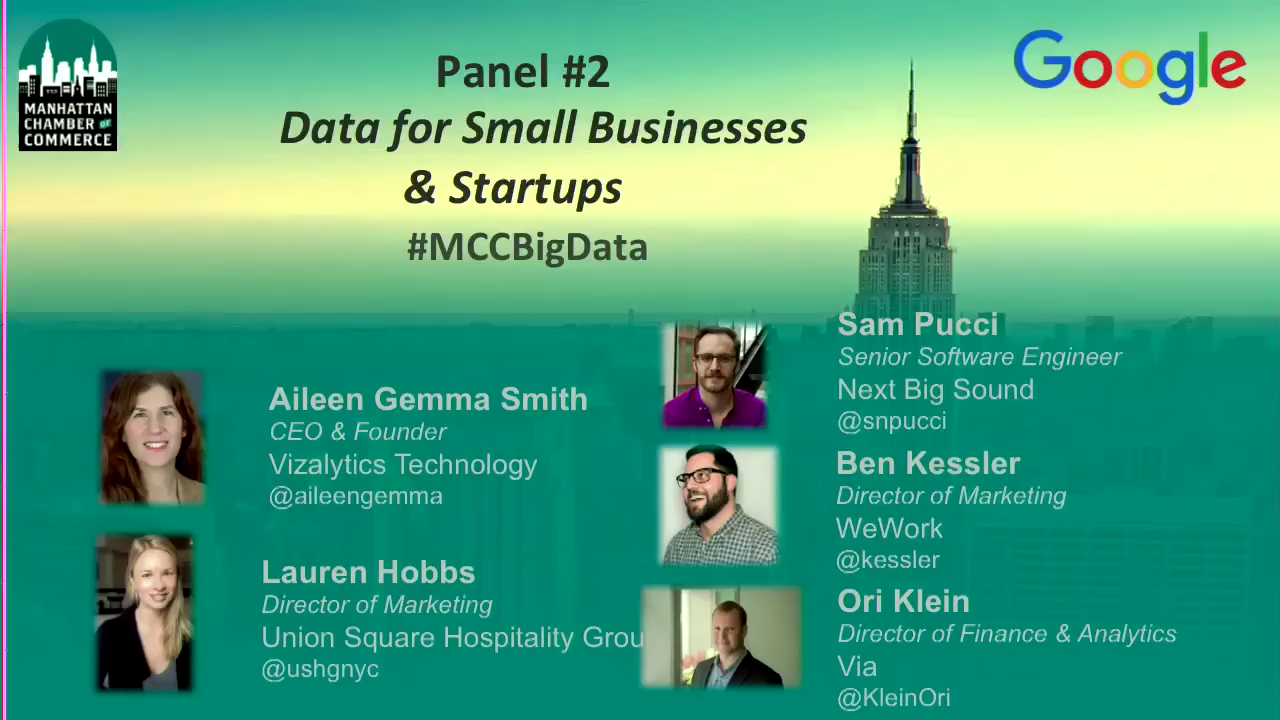 MANHATTAN
CHAMBER OF
COMMERCE
Panel #2
Data for Small Businesses
& Startups
#MCCBigData
Google
Aileen Gemma Smith
CEO & Founder
Vizalytics Technology
@aileengemma
Lauren Hobbs
Director of Marketing
Union Square Hospitality Grou
@ushgnyc
Sam Pucci
Senior Software Engineer
Next Big Sound
@snpucci
Ben Kessler
Director of Marketing
WeWork
@kessler
Ori Klein
Director of Finance & Analytics
Via
@KleinOri